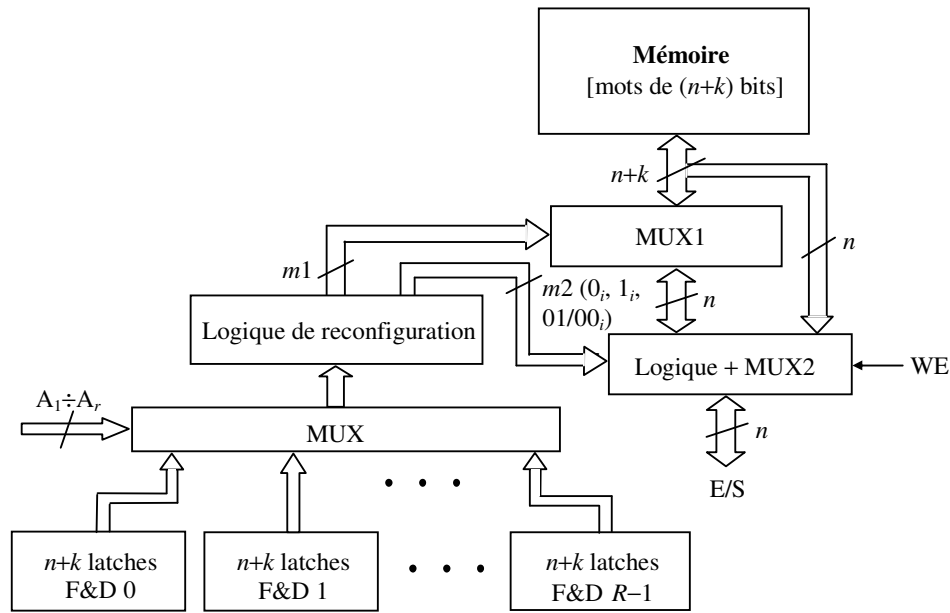 Mémoire
[mots de (n+k) bits]
n+k
MUX1
n
m1
m2 (0i, 1i,
01/00i)
n
Logique de reconfiguration
Logique + MUX2
WE
A1÷Ar
MUX
n
E/S
n+k latches
F&D 0
n+k latches
F&D 1
n+k latches
F&D R−1